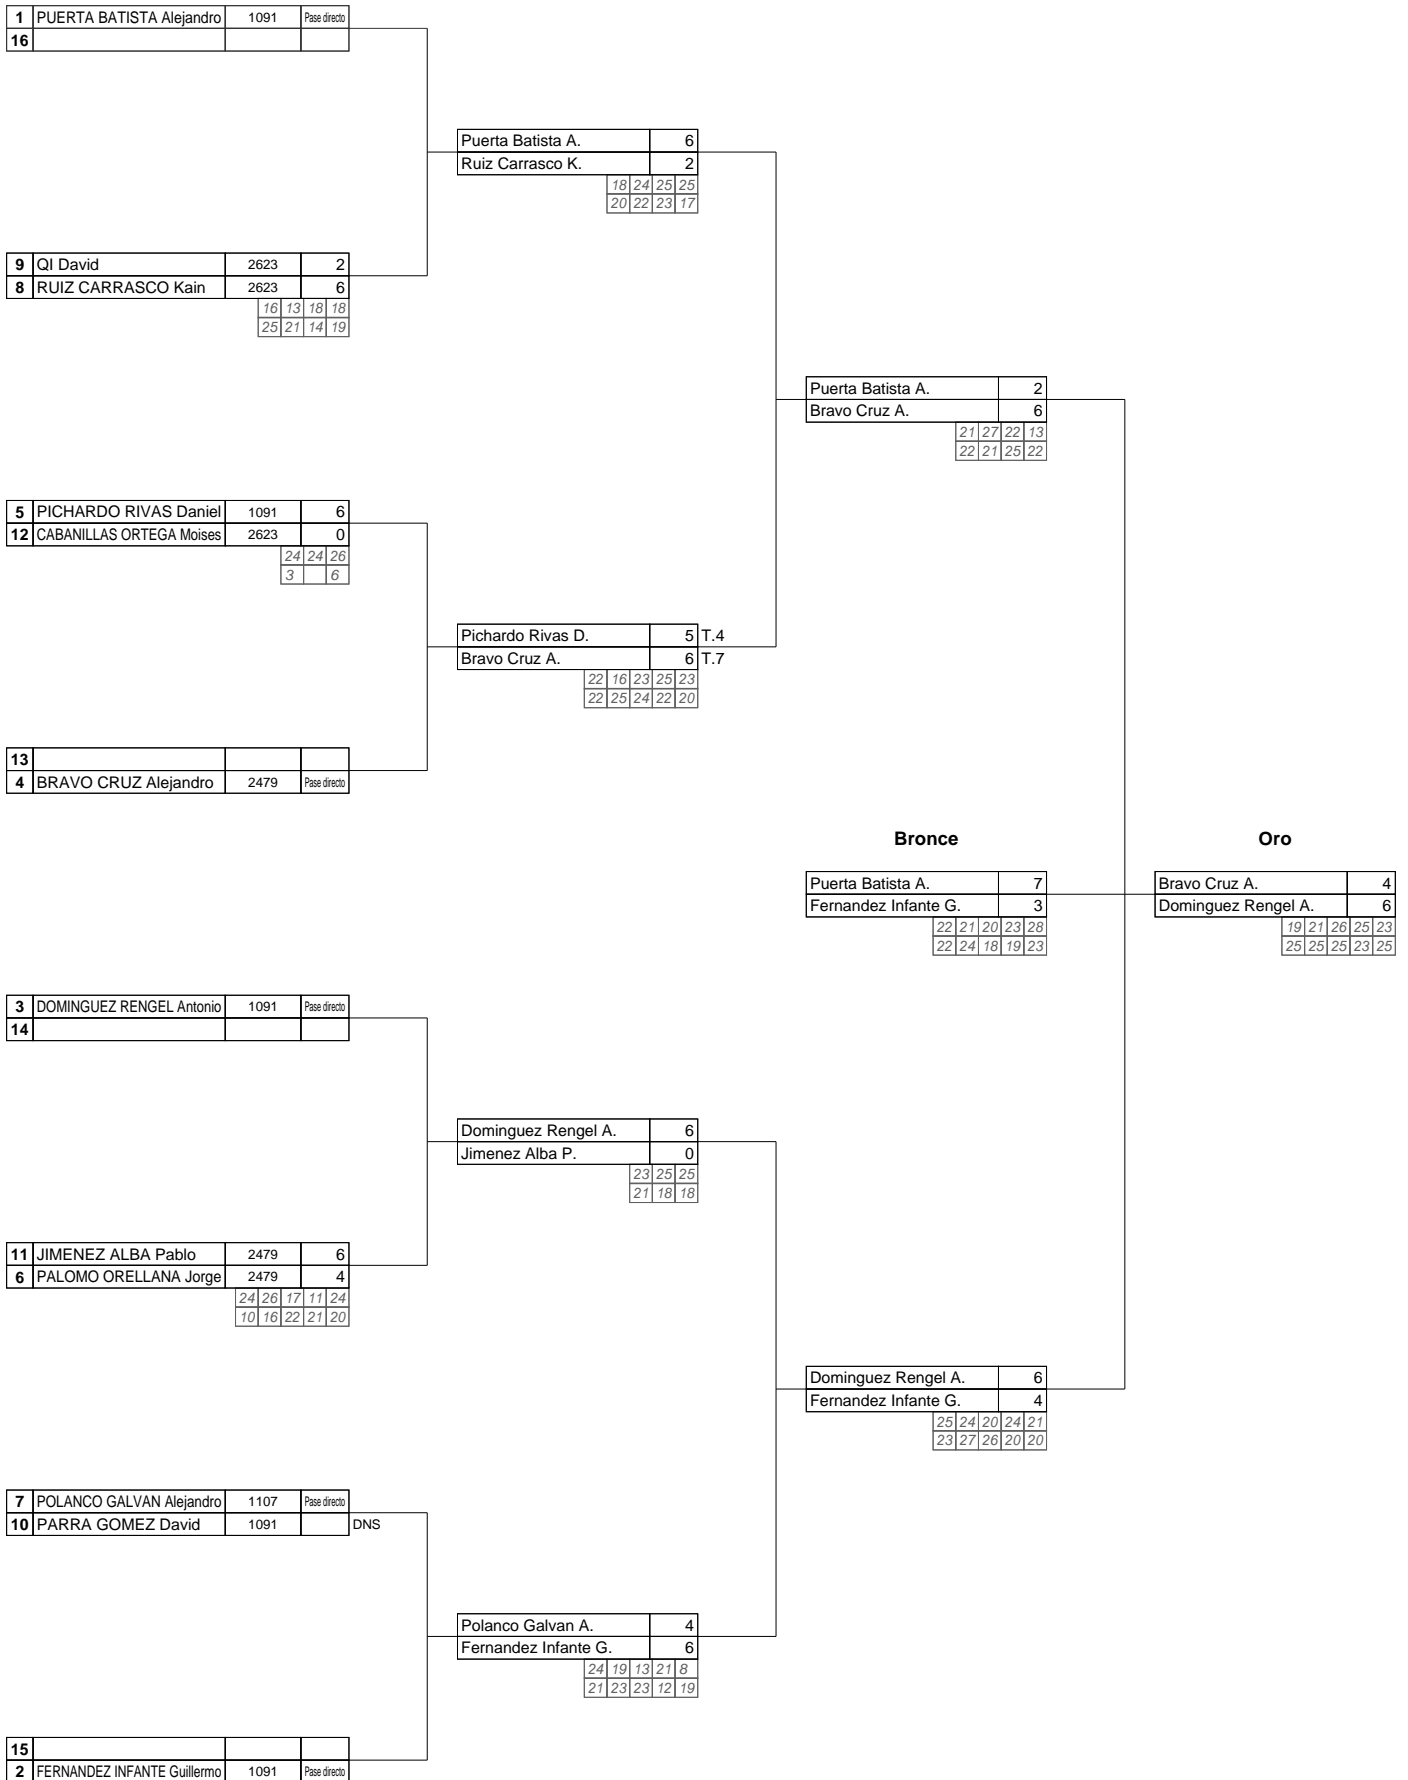 1 PUERTA BATISTA Alejandro 1091 Pase directo
16
Puerta Batista A. 6
Ruiz Carrasco K. 2
18 24 25 25
20 22 23 17
9 QI David 2623 2
8 RUIZ CARRASCO Kain 2623 6
16 13 18 18
25 21 14 19
Puerta Batista A. 2
Bravo Cruz A. 6
21 27 22 13
22 21 25 22
5 PICHARDO RIVAS Daniel 1091 6
12 CABANILLAS ORTEGA Moises 2623 0
24 24 26
3 6
Pichardo Rivas D. 5 T.4
Bravo Cruz A. 6 T.7
22 16 23 25 23
22 25 24 22 20
13
4 BRAVO CRUZ Alejandro 2479 Pase directo
Bronce Oro
Puerta Batista A. 7 Bravo Cruz A. 4
Fernandez Infante G. 3 Dominguez Rengel A. 6
22 21 20 23 28 19 21 26 25 23
22 24 18 19 23 25 25 25 23 25
3 DOMINGUEZ RENGEL Antonio 1091 Pase directo
14
Dominguez Rengel A. 6
Jimenez Alba P. 0
23 25 25
21 18 18
11 JIMENEZ ALBA Pablo 2479 6
6 PALOMO ORELLANA Jorge 2479 4
24 26 17 11 24
10 16 22 21 20
Dominguez Rengel A. 6
Fernandez Infante G. 4
25 24 20 24 21
23 27 26 20 20
7 POLANCO GALVAN Alejandro 1107 Pase directo
10 PARRA GOMEZ David 1091 DNS
Polanco Galvan A. 4
Fernandez Infante G. 6
24 19 13 21 8
21 23 23 12 19
15
2 FERNANDEZ INFANTE Guillermo 1091 Pase directo